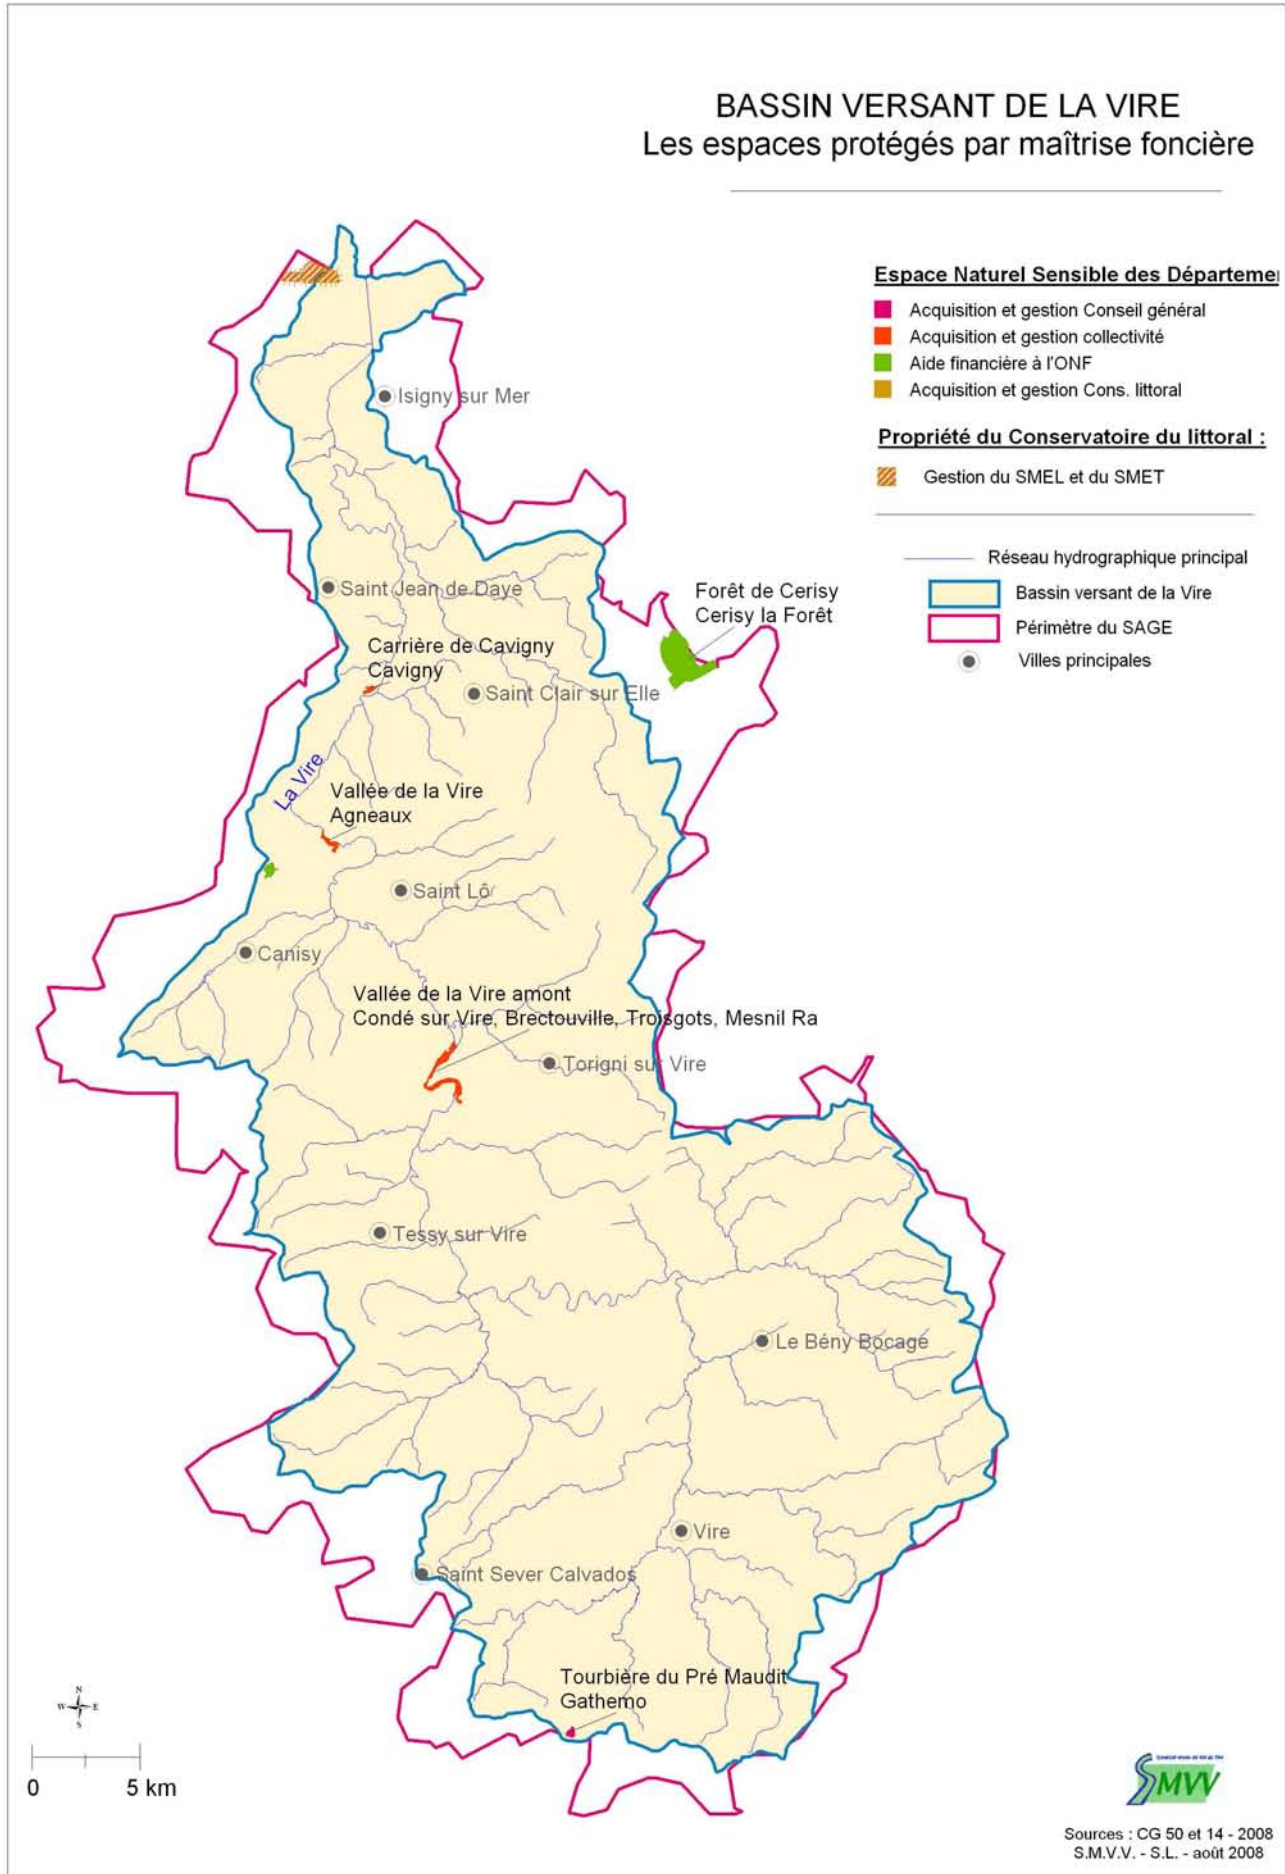 BASSIN VERSANT DE LA VIRE
Les espaces protégés par maîtrise foncière
Espace Naturel Sensible des Départemen
Acquisition et gestion Conseil général
Acquisition et gestion collectivité
Aide financière à l'ONF
Acquisition et gestion Cons. littoral
Propriété du Conservatoire du littoral :
Gestion du SMEL et du SMET
Réseau hydrographique principal
Bassin versant de la Vire
Périmètre du SAGE
Villes principales
Isigny sur Mer
Saint Jean de Daye
Forêt de Cerisy
Cerisy la Forêt
Carrière de Cavigny
Cavigny
Saint Clair sur Elle
La Vire
Vallée de la Vire
Agneaux
Saint Lô
Canisy
Vallée de la Vire amont
Condé sur Vire, Brectouville, Troisgots, Mesnil Ra
Torigni sur Vire
Tessy sur Vire
Le Bény Bocage
Vire
Saint Sever Calvados
Tourbière du Pré Maudit
Gathemo
N
W E
S
0 5 km
SMVV
Sources : CG 50 et 14 - 2008
S.M.V.V. - S.L. - août 2008